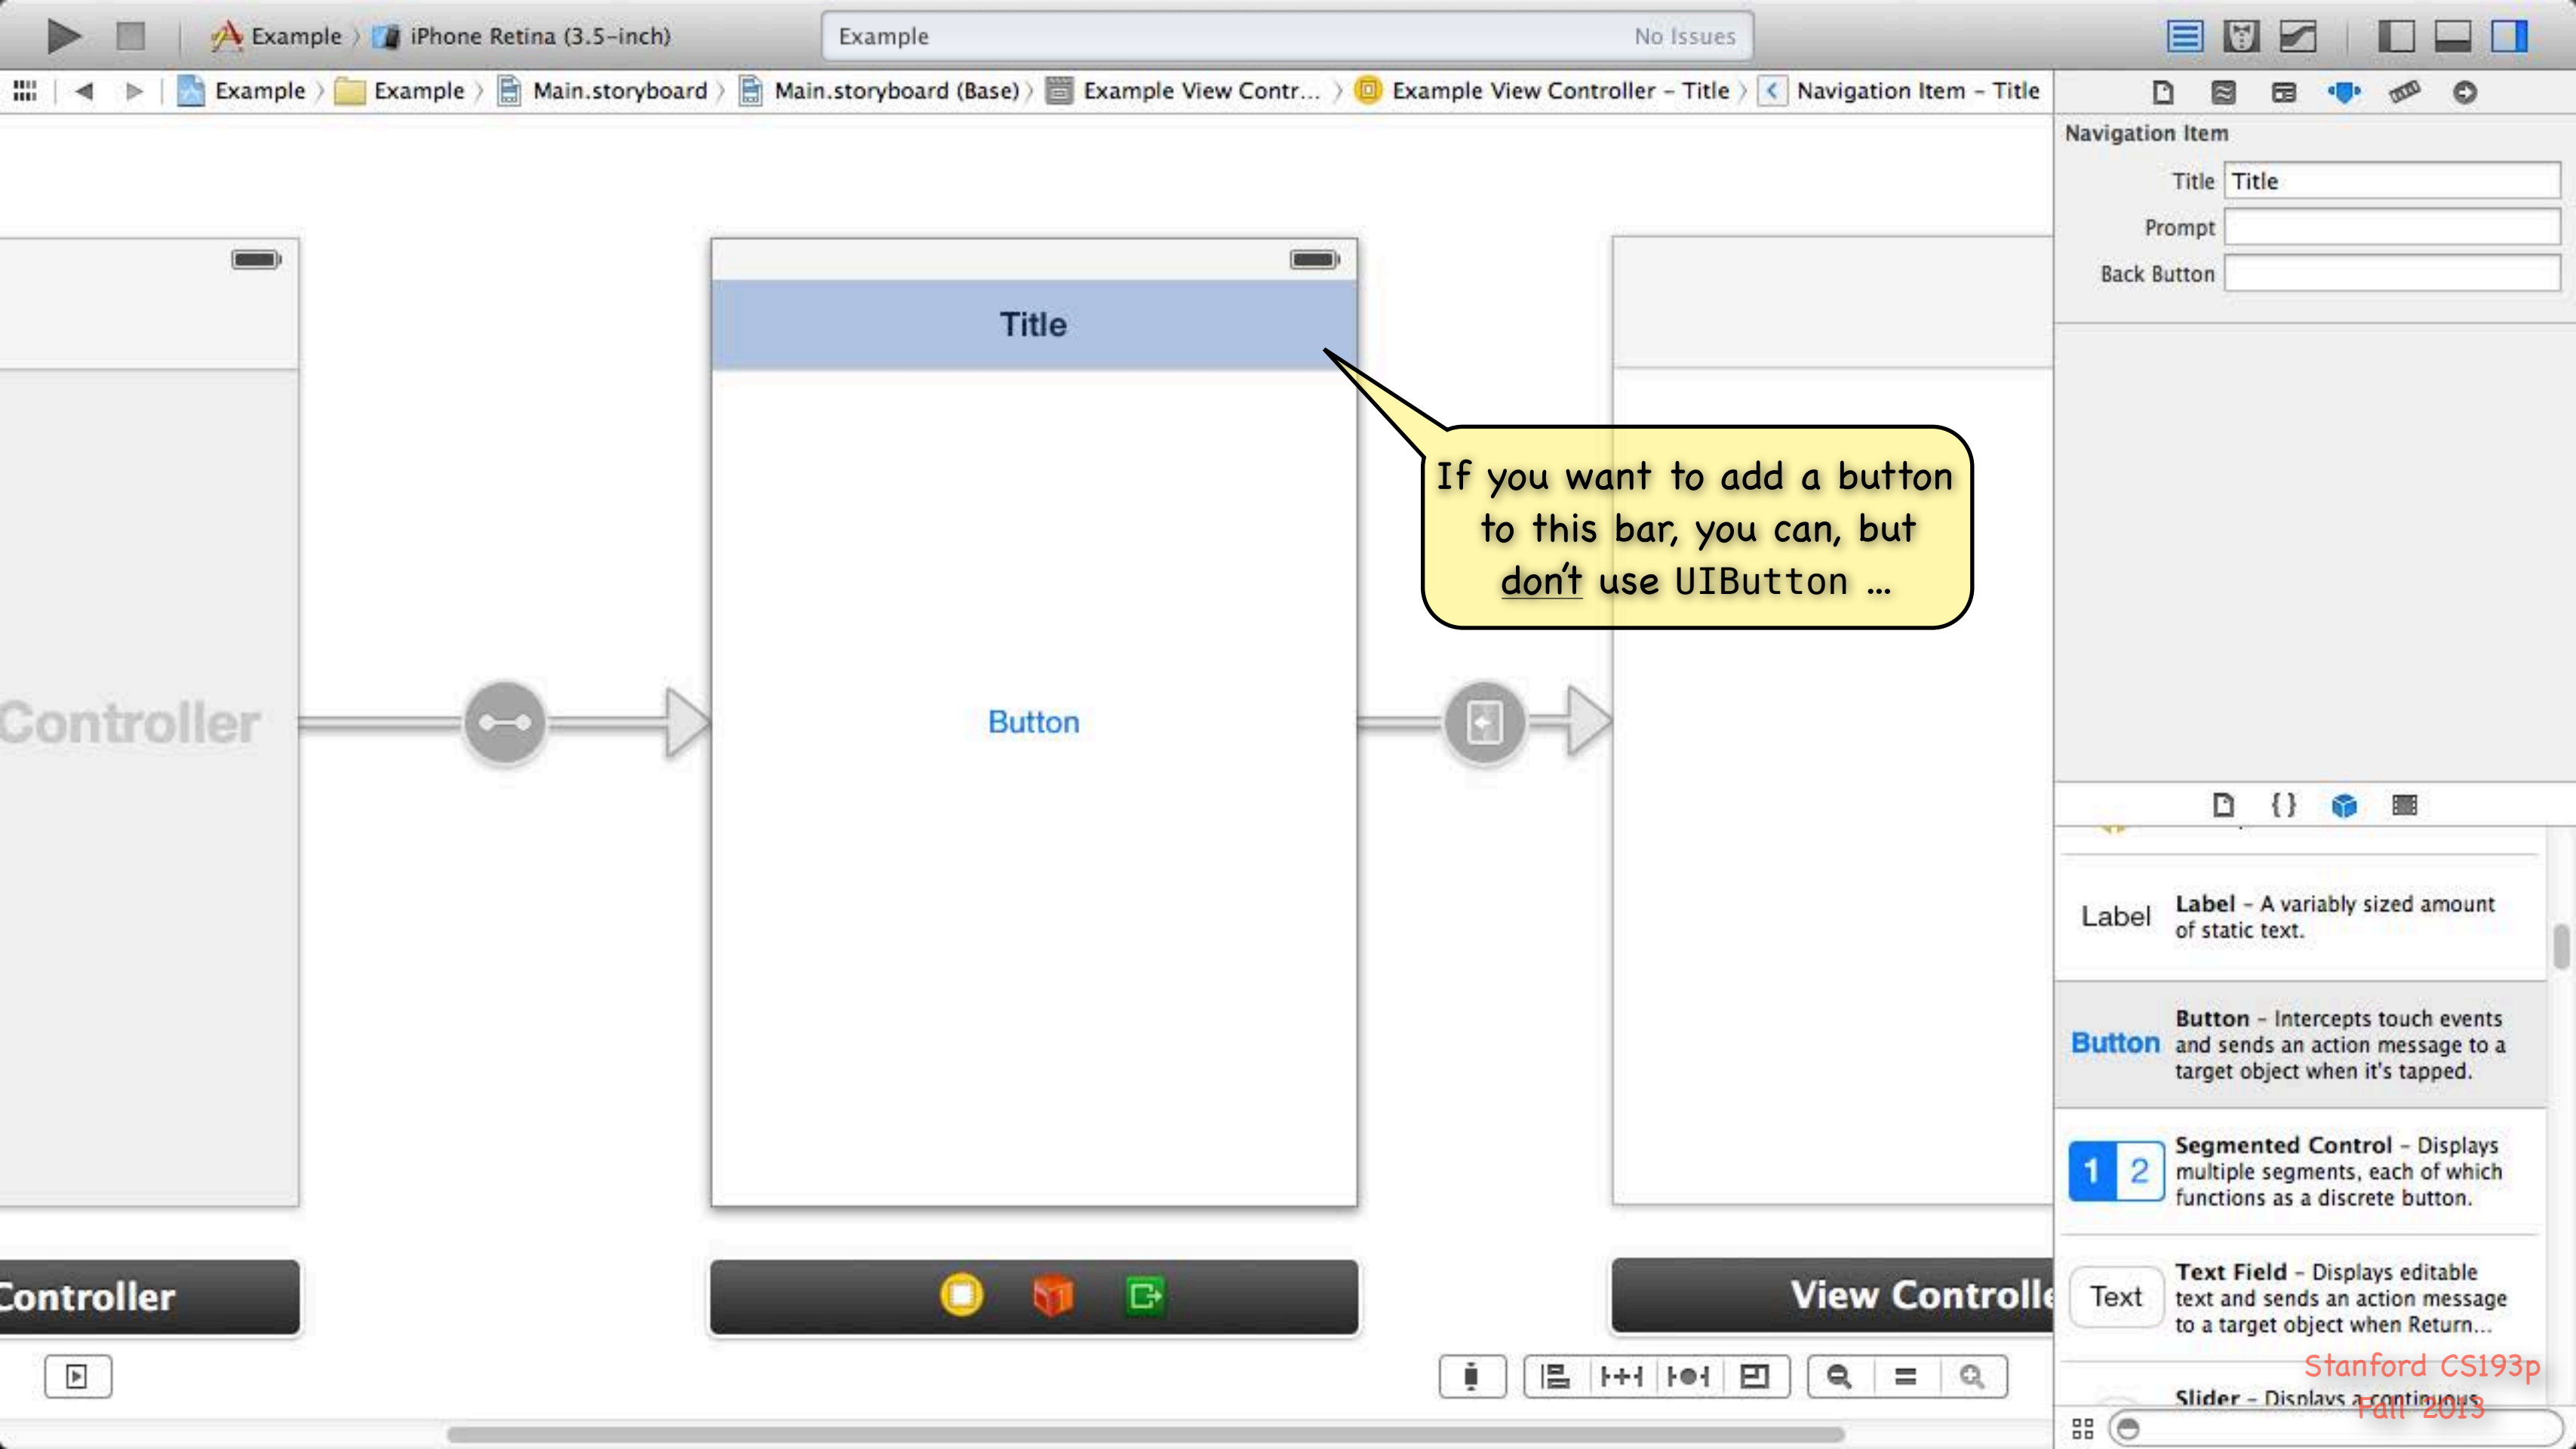 Example 〉 iPhone Retina (3.5-inch)
Example
No Issues
Example 〉 Example 〉 Main.storyboard 〉 Main.storyboard (Base) 〉 Example View Contr... 〉 Example View Controller – Title 〉 Navigation Item – Title
Navigation Item
Title Title
Prompt
Back Button
Title
If you want to add a button
to this bar, you can, but
don't use UIButton ...
Controller
Button
Label
Label – A variably sized amount
of static text.
Button
Button – Intercepts touch events
and sends an action message to a
target object when it's tapped.
1 2
Segmented Control – Displays
multiple segments, each of which
functions as a discrete button.
Text
Text Field – Displays editable
text and sends an action message
to a target object when Return...
Slider – Displays a continuous
Controller
View Controlle
Stanford CS193p
Fall 2013